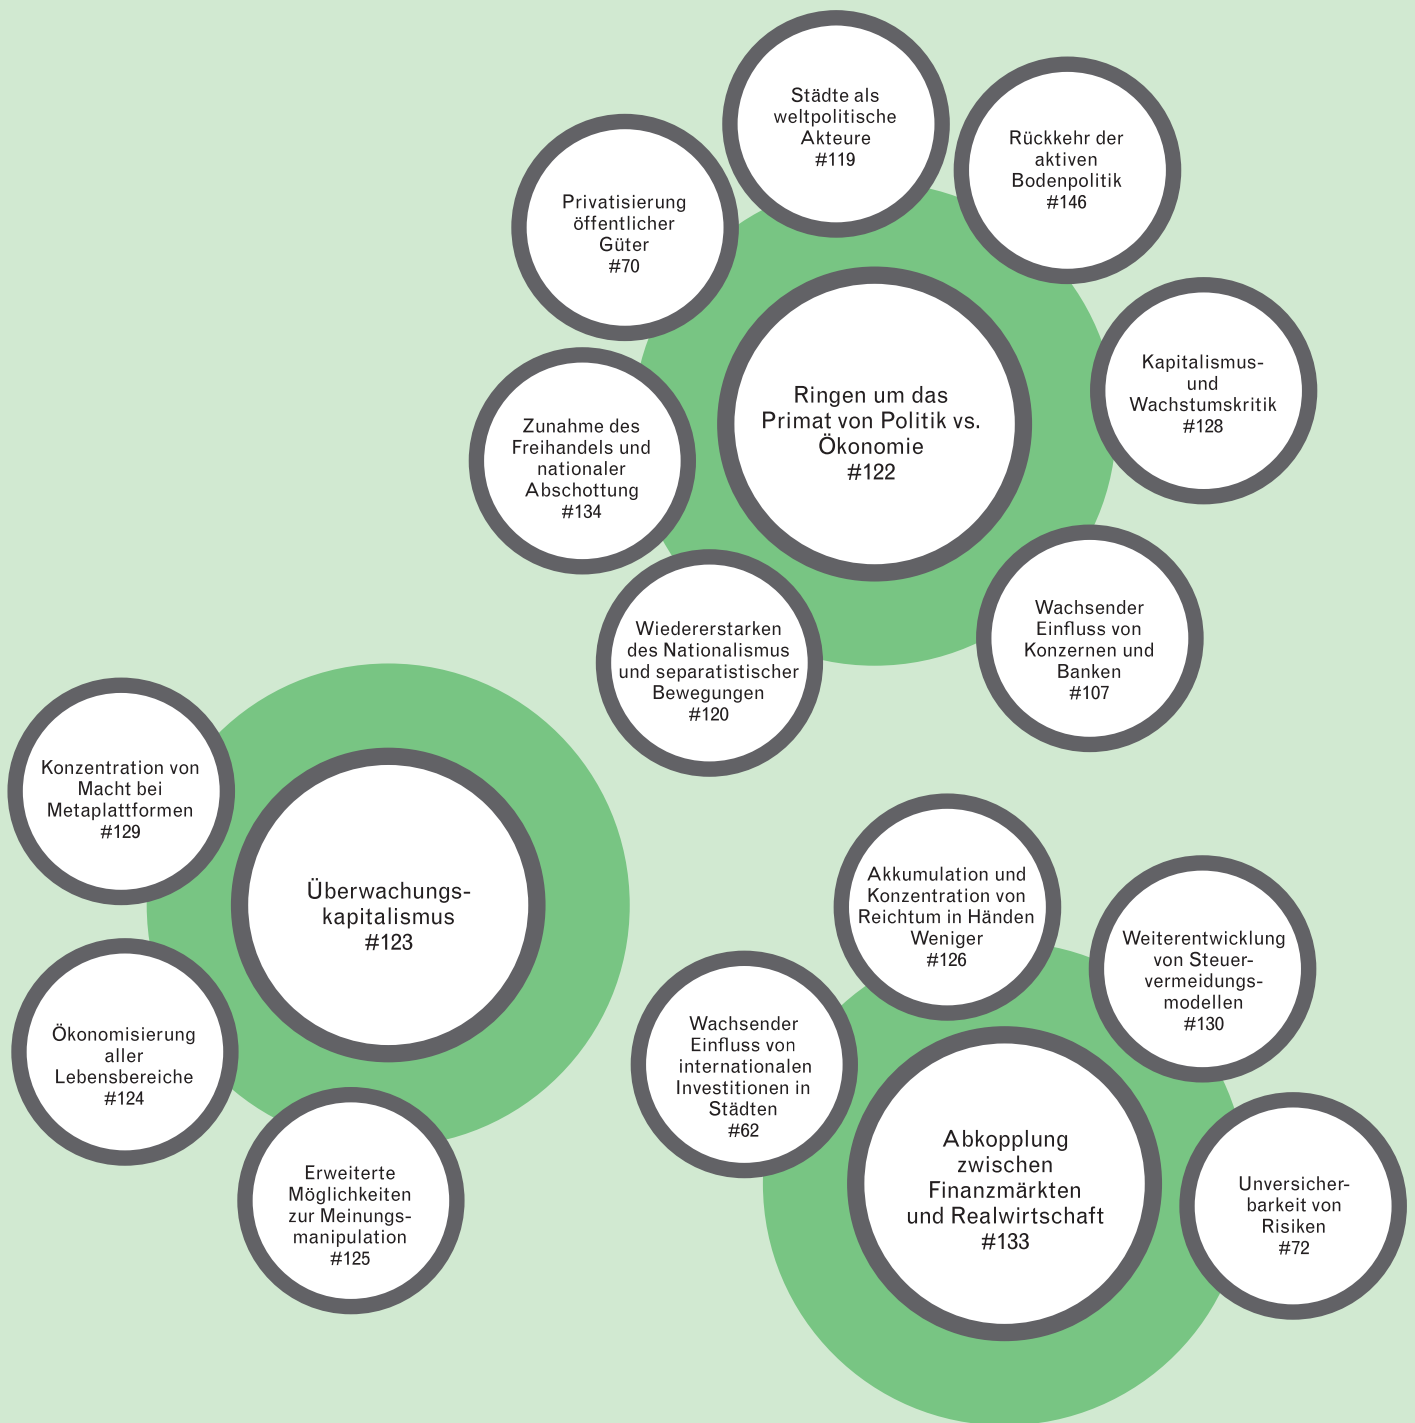 Städte als
weltpolitische
Akteure
#119
Rückkehr der
aktiven
Bodenpolitik
#146
Privatisierung
öffentlicher
Güter
#70
Kapitalismus-
und
Wachstumskritik
#128
Ringen um das
Primat von Politik vs.
Ökonomie
#122
Zunahme des
Freihandels und
nationaler
Abschottung
#134
Wachsender
Einfluss von
Konzernen und
Banken
#107
Wiedererstarken
des Nationalismus
und separatistischer
Bewegungen
#120
Konzentration von
Macht bei
Metaplattformen
#129
Überwachungs-
kapitalismus
#123
Ökonomisierung
aller
Lebensbereiche
#124
Erweiterte
Möglichkeiten
zur Meinungs-
manipulation
#125
Akkumulation und
Konzentration von
Reichtum in Händen
Weniger
#126
Weiterentwicklung
von Steuer-
vermeidungs-
modellen
#130
Wachsender
Einfluss von
internationalen
Investitionen in
Städten
#62
Abkopplung
zwischen
Finanzmärkten
und Realwirtschaft
#133
Unversicher-
barkeit von
Risiken
#72